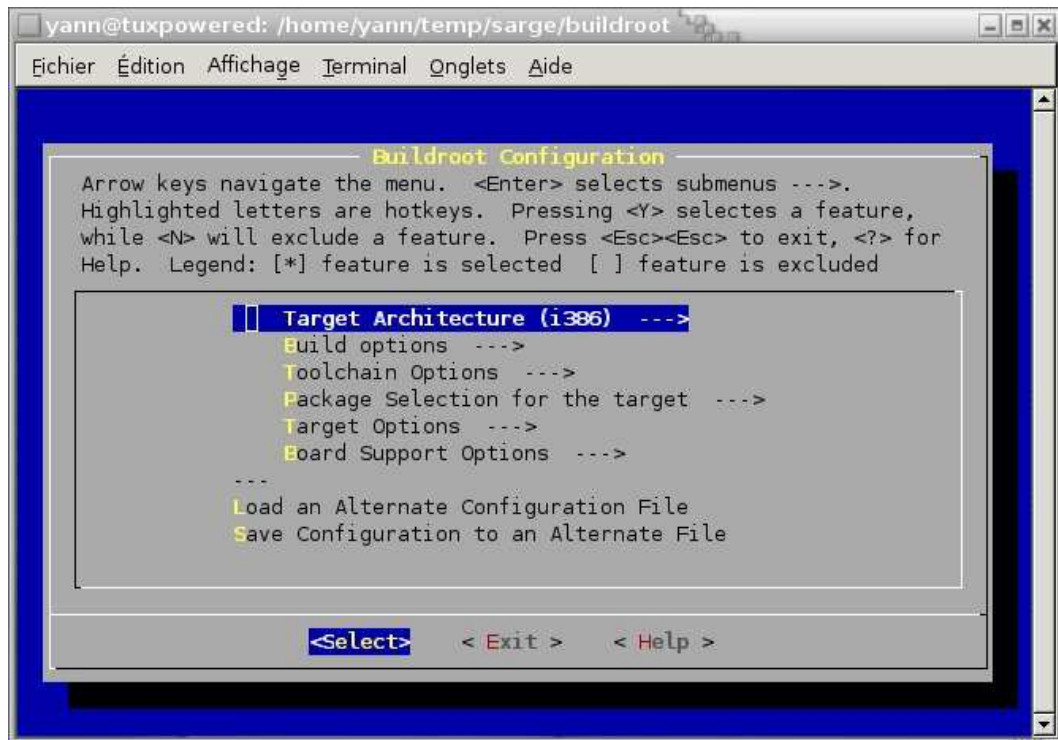 yann@tuxpowered: /home/yann/temp/sarge/buildroot
Fichier Édition Affichage Terminal Onglets Aide
Buildroot Configuration
Arrow keys navigate the menu. <Enter> selects submenus --->.
Highlighted letters are hotkeys. Pressing <Y> selectes a feature,
while <N> will exclude a feature. Press <Esc><Esc> to exit, <?> for
Help. Legend: [*] feature is selected [ ] feature is excluded
Target Architecture (i386) --->
Build options --->
Toolchain Options --->
Package Selection for the target --->
Target Options --->
Board Support Options --->
---
Load an Alternate Configuration File
Save Configuration to an Alternate File
<Select> < Exit > < Help >